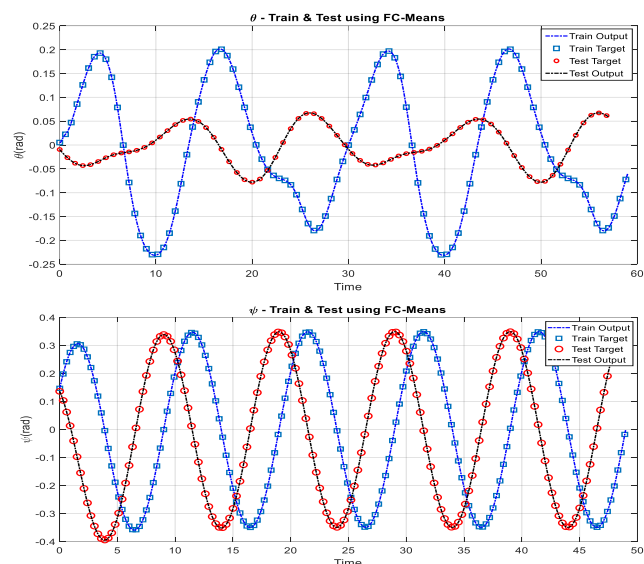 θ - Train & Test using FC-Means
0.25
0.2
0.15
0.1
0.05
0
-0.05
-0.1
-0.15
-0.2
-0.25
θ(rad)
Train Output
Train Target
Test Target
Test Output
0 10 20 30 40 50 59
Time
ψ - Train & Test using FC-Means
0.4
0.3
0.2
0.1
0
-0.1
-0.2
-0.3
-0.4
ψ(rad)
Train Output
Train Target
Test Target
Test Output
0 5 10 15 20 25 30 35 40 45 50
Time